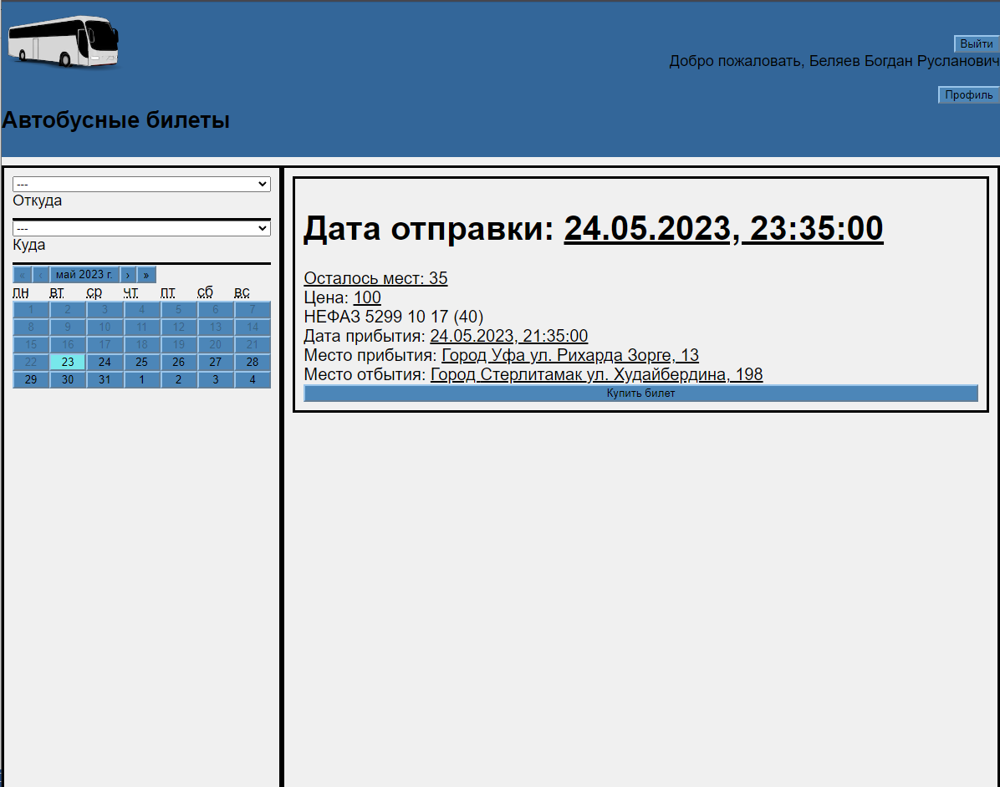 Выйти
Добро пожаловать, Беляев Богдан Русланович
Профиль
Автобусные билеты
---
Откуда
---
Куда
« ‹ май 2023 г. › »
пн вт ср чт пт сб вс
1 2 3 4 5 6 7
8 9 10 11 12 13 14
15 16 17 18 19 20 21
22 23 24 25 26 27 28
29 30 31 1 2 3 4
Дата отправки: 24.05.2023, 23:35:00
Осталось мест: 35
Цена: 100
НЕФАЗ 5299 10 17 (40)
Дата прибытия: 24.05.2023, 21:35:00
Место прибытия: Город Уфа ул. Рихарда Зорге, 13
Место отбытия: Город Стерлитамак ул. Худайбердина, 198
Купить билет